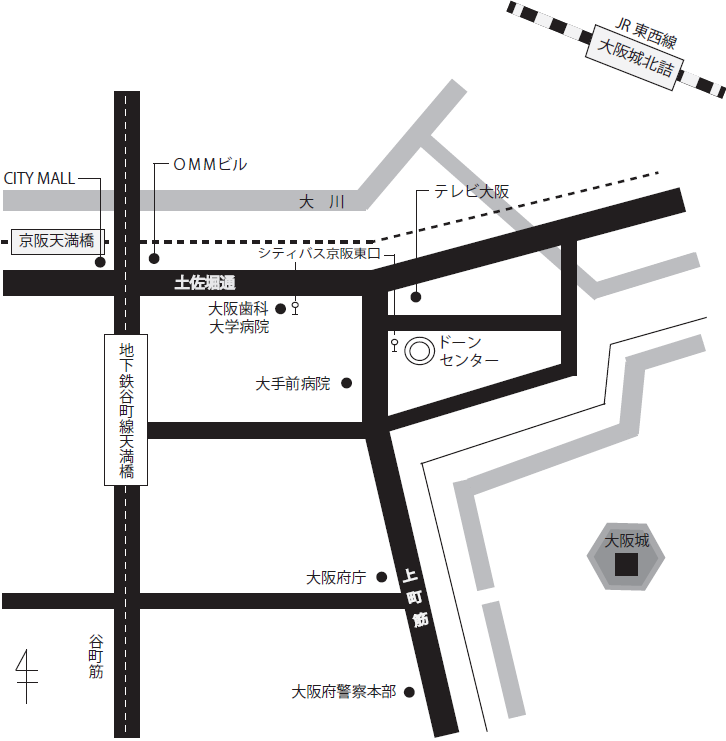 JR 東西線
大阪城北詰
OMMビル
CITY MALL
テレビ大阪
大 川
京阪天満橋
シティバス京阪東口
土佐堀通
大阪歯科
大学病院
ドーン
センター
地下鉄谷町線天満橋
大手前病院
大阪城
大阪府庁
上町筋
谷町筋
大阪府警察本部